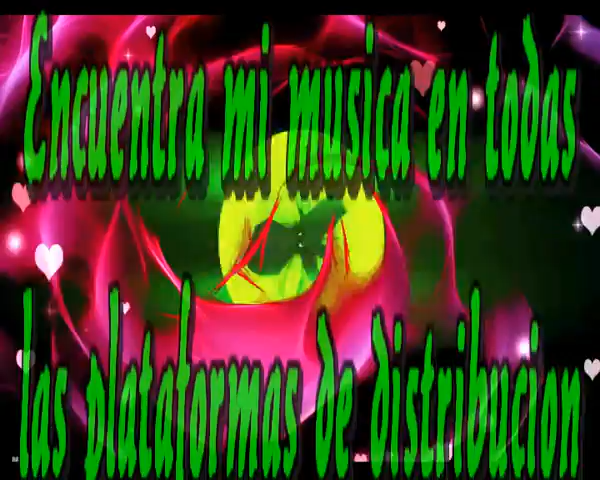 Encuentra mi musica en todas
las plataformas de distribucion